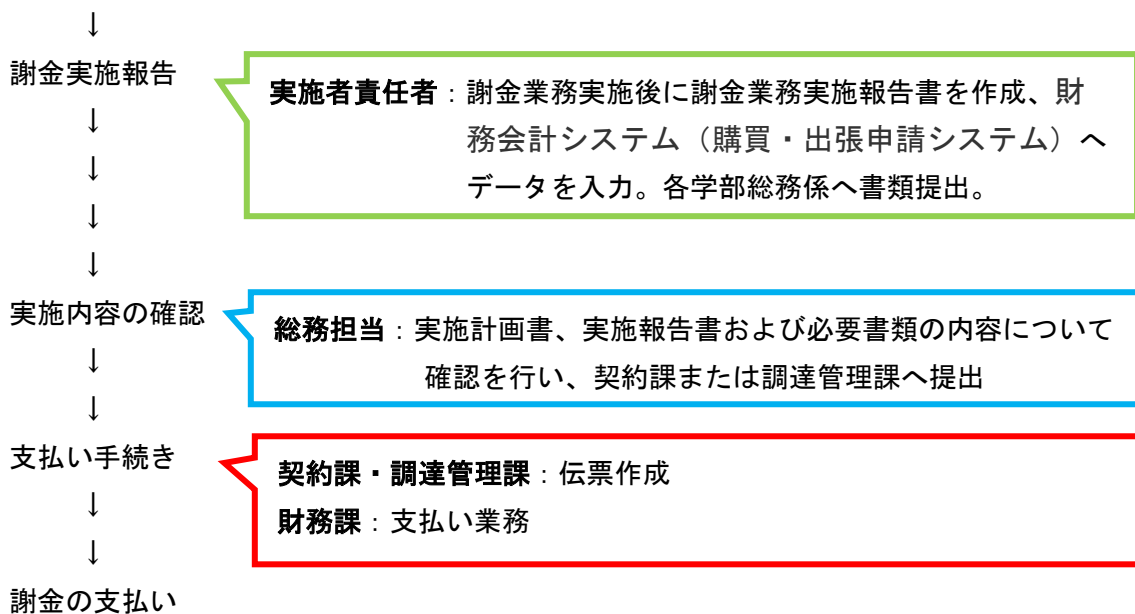 ↓
謝金実施報告
実施者責任者：謝金業務実施後に謝金業務実施報告書を作成、財
務会計システム（購買・出張申請システム）へ
データを入力。各学部総務係へ書類提出。
↓
↓
↓
↓
実施内容の確認
総務担当：実施計画書、実施報告書および必要書類の内容について
確認を行い、契約課または調達管理課へ提出
↓
↓
支払い手続き
契約課・調達管理課：伝票作成
財務課：支払い業務
↓
↓
謝金の支払い